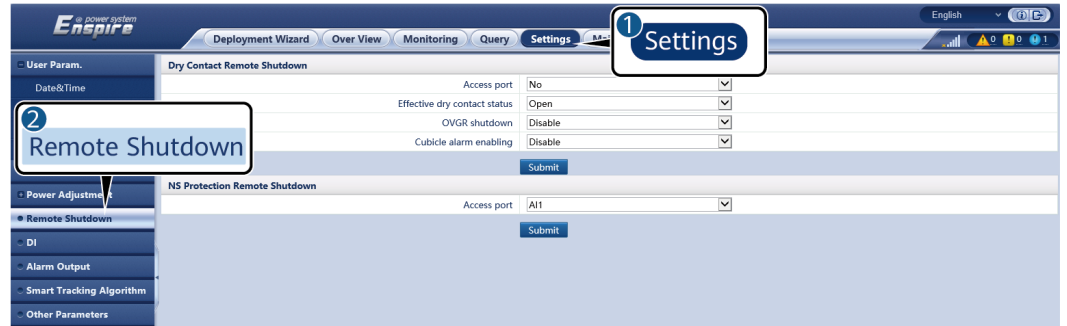 e power system
Enspire
English
Deployment Wizard Over View Monitoring Query Settings
1
Settings
0 0 1
User Param.
Date&Time
2
Remote Shutdown
Power Adjustment
Remote Shutdown
DI
Alarm Output
Smart Tracking Algorithm
Other Parameters
Dry Contact Remote Shutdown
Access port No
Effective dry contact status Open
OVGR shutdown Disable
Cubicle alarm enabling Disable
Submit
NS Protection Remote Shutdown
Access port AI1
Submit